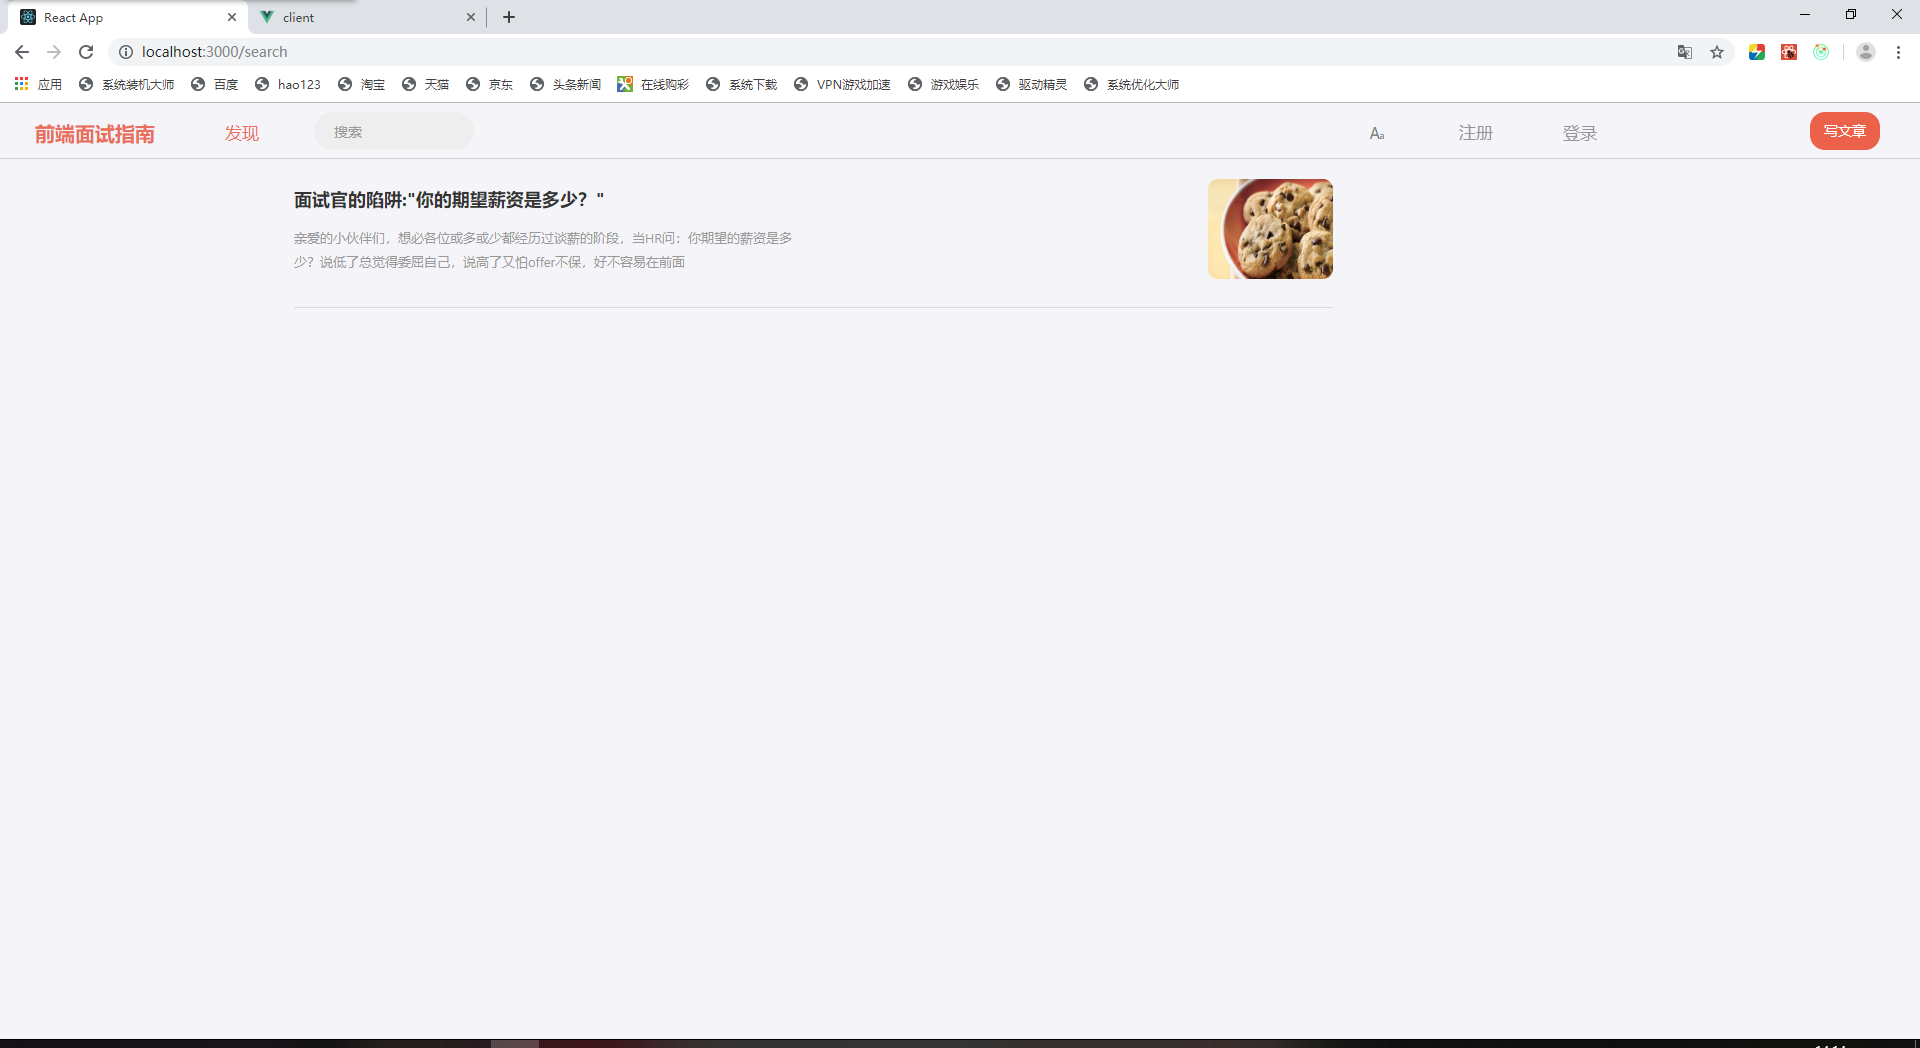 React App
client
localhost:3000/search
应用 系统装机大师 百度 hao123 淘宝 天猫 京东 头条新闻 在线购彩 系统下载 VPN游戏加速 游戏娱乐 驱动精灵 系统优化大师
前端面试指南 发现 搜索 Aa 注册 登录 写文章
面试官的陷阱:"你的期望薪资是多少？"
亲爱的小伙伴们，想必各位或多或少都经历过谈薪的阶段，当HR问：你期望的薪资是多
少？说低了总觉得委屈自己，说高了又怕offer不保，好不容易在前面